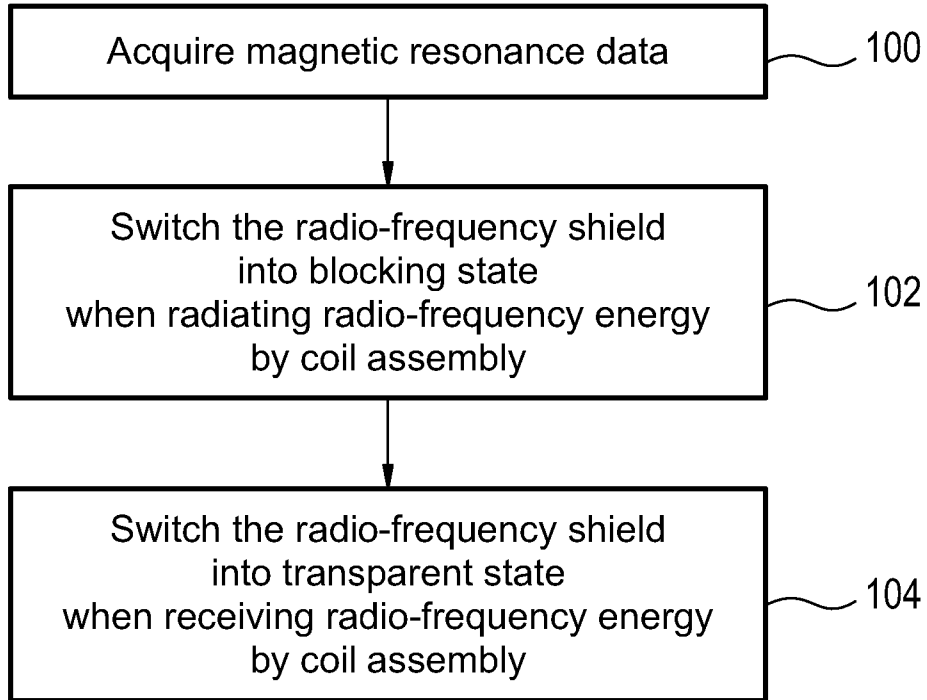 Acquire magnetic resonance data
100
Switch the radio-frequency shield
into blocking state
when radiating radio-frequency energy
by coil assembly
102
Switch the radio-frequency shield
into transparent state
when receiving radio-frequency energy
by coil assembly
104